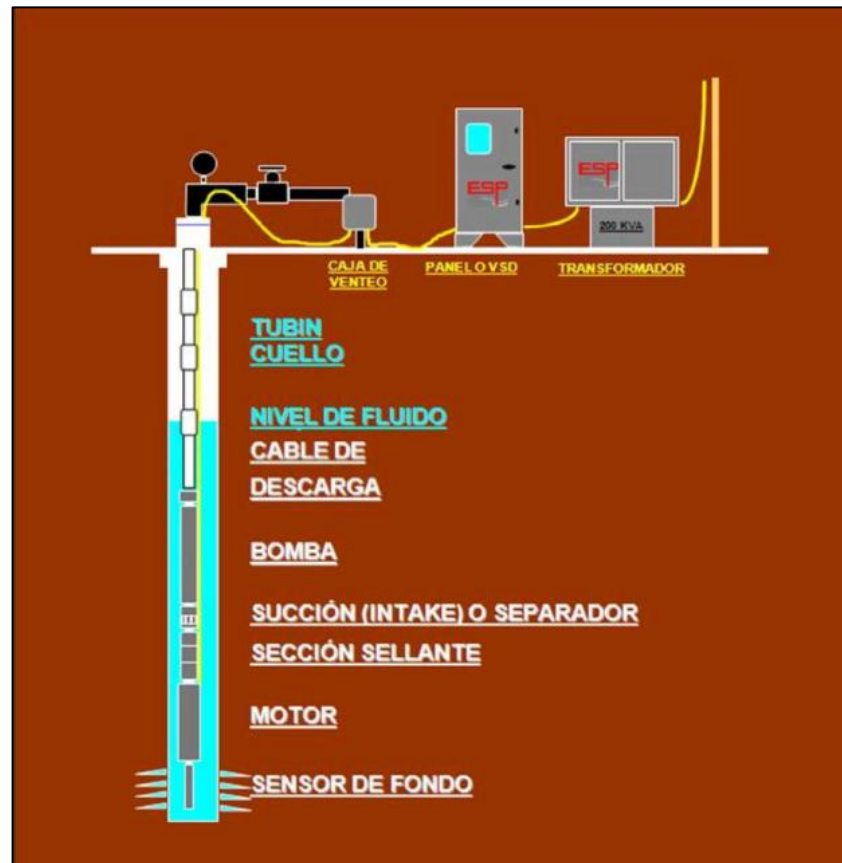 ESP
ESP
200 KVA
CAJA DE
VENTEO
PANEL O VSD
TRANSFORMADOR
TUBIN
CUELLO
NIVEL DE FLUIDO
CABLE DE
DESCARGA
BOMBA
SUCCIÓN (INTAKE) O SEPARADOR
SECCIÓN SELLANTE
MOTOR
SENSOR DE FONDO